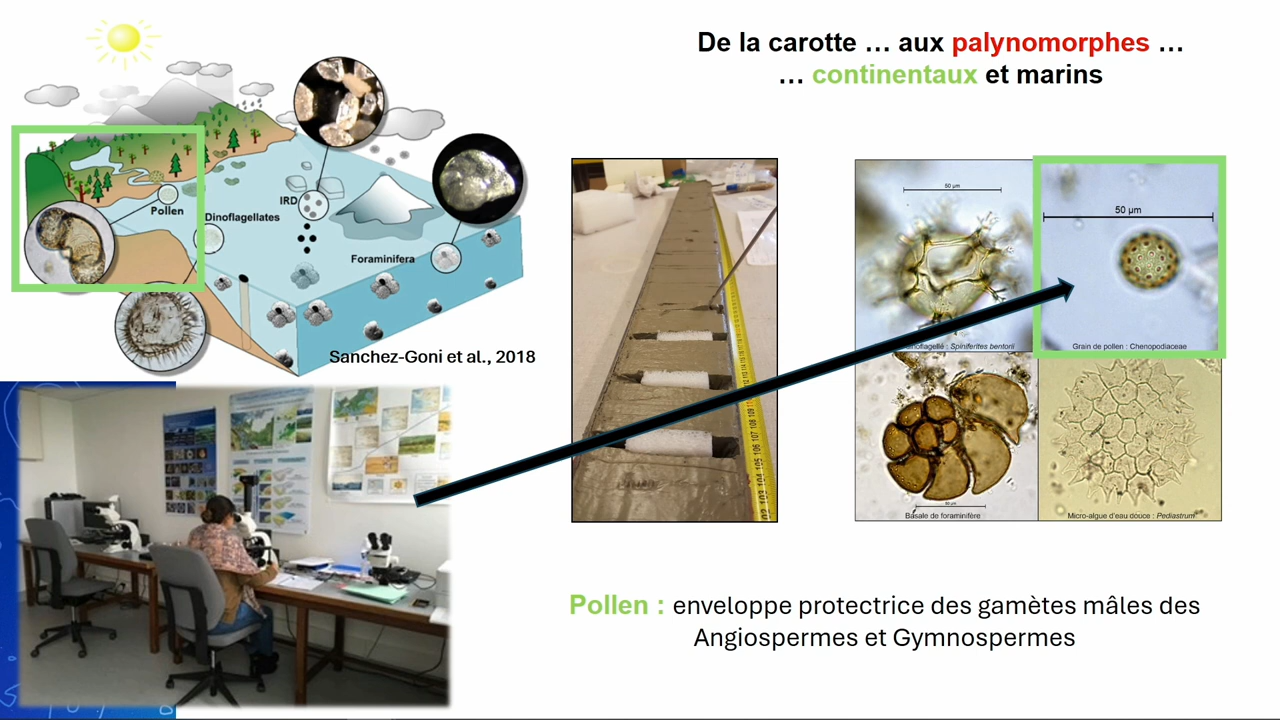 De la carotte … aux palynomorphes …
… continentaux et marins
Pollen
Dinoflagellates
IRD
Foraminifera
Sanchez-Goni et al., 2018
50 µm
50 µm
: Spiniferites bentorii
Grain de pollen : Chenopodiaceae
Basale de foraminifère
Micro-algue d'eau douce : Pediastrum
Pollen : enveloppe protectrice des gamètes mâles des
Angiospermes et Gymnospermes